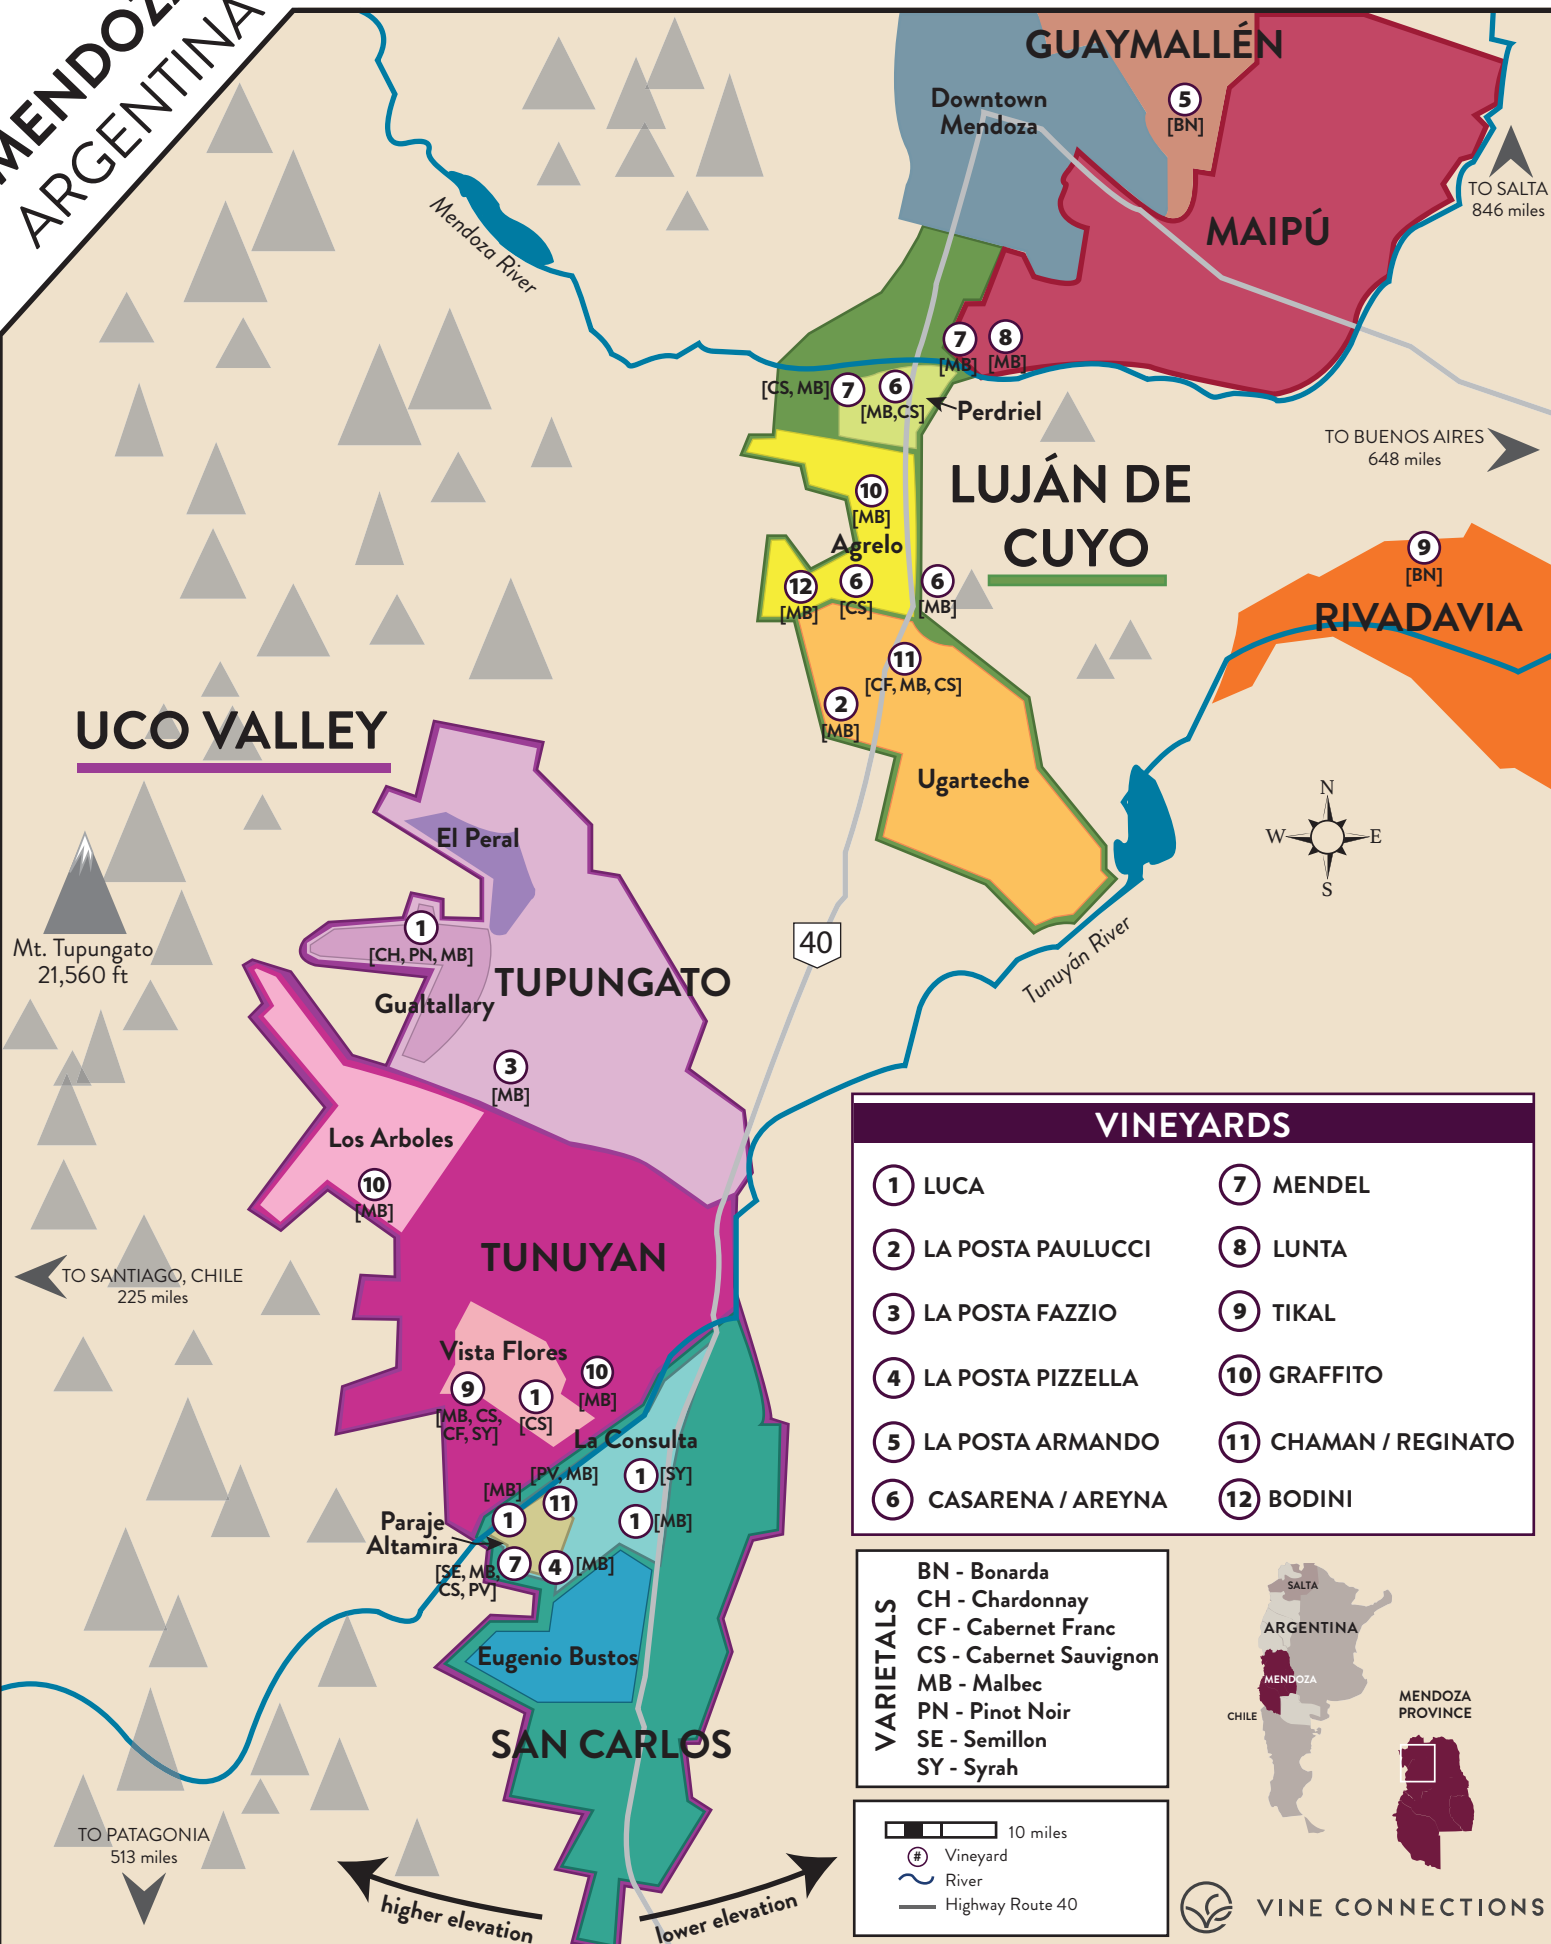 MENDOZA
ARGENTINA
GUAYMALLÉN
Downtown
Mendoza
5
[BN]
TO SALTA
846 miles
MAIPÚ
Mendoza River
7
[MB]
8
[MB]
[CS, MB]
7
6
[MB,CS]
Perdriel
TO BUENOS AIRES
648 miles
LUJÁN DE
CUYO
10
[MB]
Agrelo
12
[MB]
6
[CS]
6
[MB]
9
[BN]
RIVADAVIA
11
[CF, MB, CS]
2
[MB]
Ugarteche
UCO VALLEY
N
W
E
S
El Peral
Mt. Tupungato
21,560 ft
1
[CH, PN, MB]
40
Tunuyán River
TUPUNGATO
Gualtallary
3
[MB]
Los Arboles
10
[MB]
TUNUYAN
TO SANTIAGO, CHILE
225 miles
Vista Flores
9
[MB, CS,
CF, SY]
1
[CS]
10
[MB]
La Consulta
[PV, MB]
11
1
[SY]
[MB]
1
1
[MB]
Paraje
Altamira
[SE, MB,
CS, PV]
7
4
[MB]
Eugenio Bustos
SAN CARLOS
TO PATAGONIA
513 miles
higher elevation
lower elevation
VINEYARDS
1 LUCA
2 LA POSTA PAULUCCI
3 LA POSTA FAZZIO
4 LA POSTA PIZZELLA
5 LA POSTA ARMANDO
6 CASARENA / AREYNA
7 MENDEL
8 LUNTA
9 TIKAL
10 GRAFFITO
11 CHAMAN / REGINATO
12 BODINI
VARIETALS
BN - Bonarda
CH - Chardonnay
CF - Cabernet Franc
CS - Cabernet Sauvignon
MB - Malbec
PN - Pinot Noir
SE - Semillon
SY - Syrah
10 miles
# Vineyard
River
Highway Route 40
SALTA
ARGENTINA
MENDOZA
CHILE
MENDOZA
PROVINCE
VINE CONNECTIONS